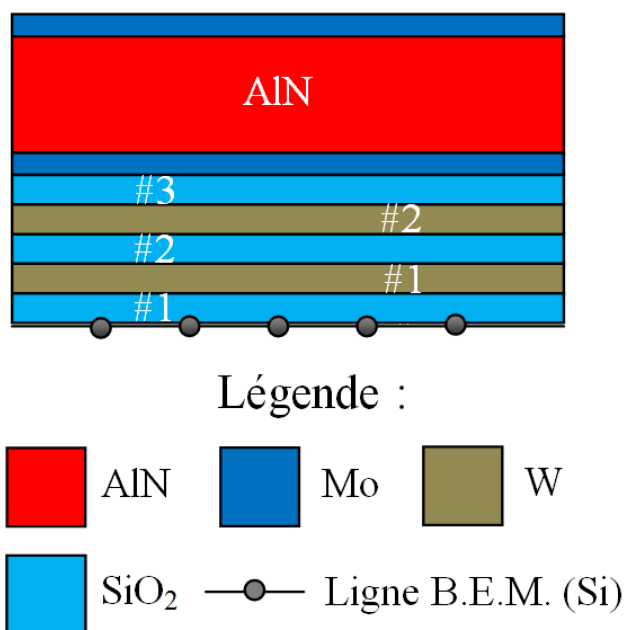 AlN
#3
#2
#2
#1
#1
Légende :
AlN
Mo
W
SiO₂
Ligne B.E.M. (Si)